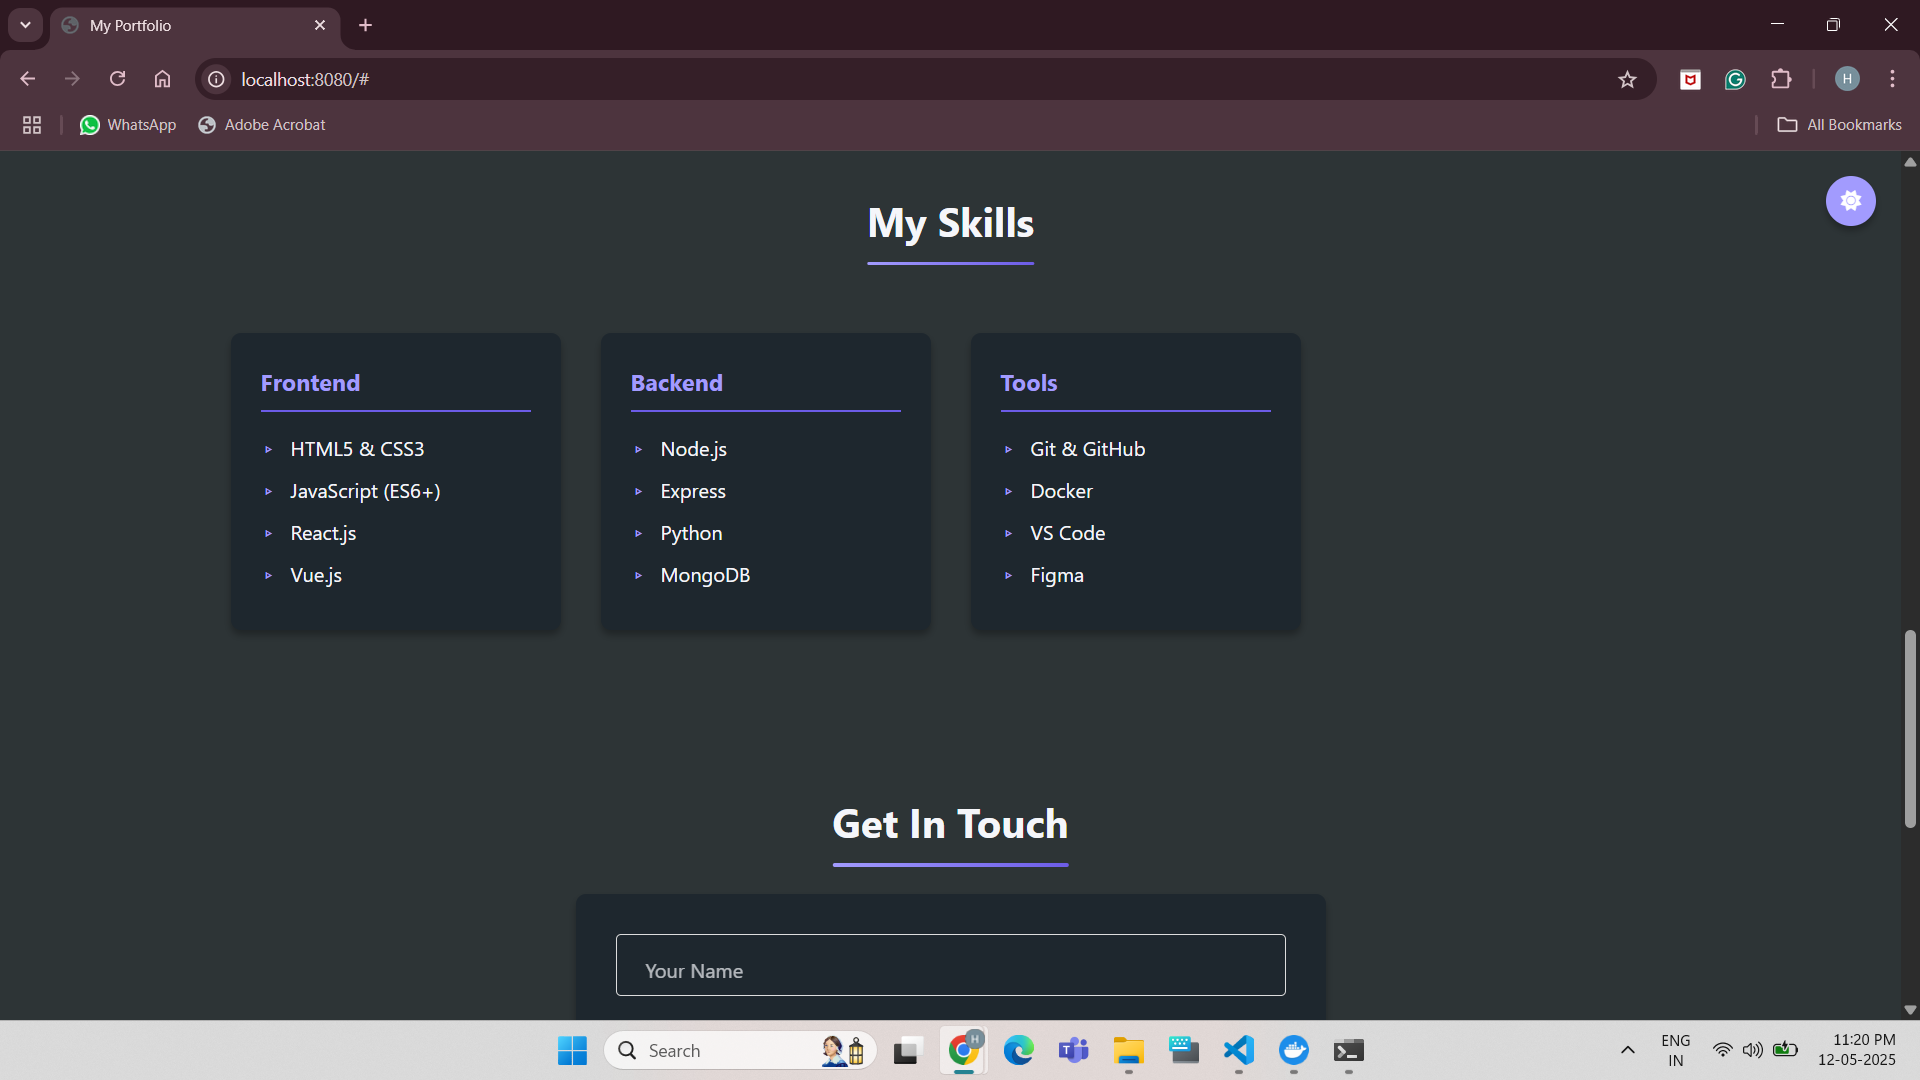 My Portfolio
localhost:8080/#
H
WhatsApp
Adobe Acrobat
All Bookmarks
My Skills
Frontend
HTML5 & CSS3
JavaScript (ES6+)
React.js
Vue.js
Backend
Node.js
Express
Python
MongoDB
Tools
Git & GitHub
Docker
VS Code
Figma
Get In Touch
Your Name
Search
H
ENG
IN
11:20 PM
12-05-2025